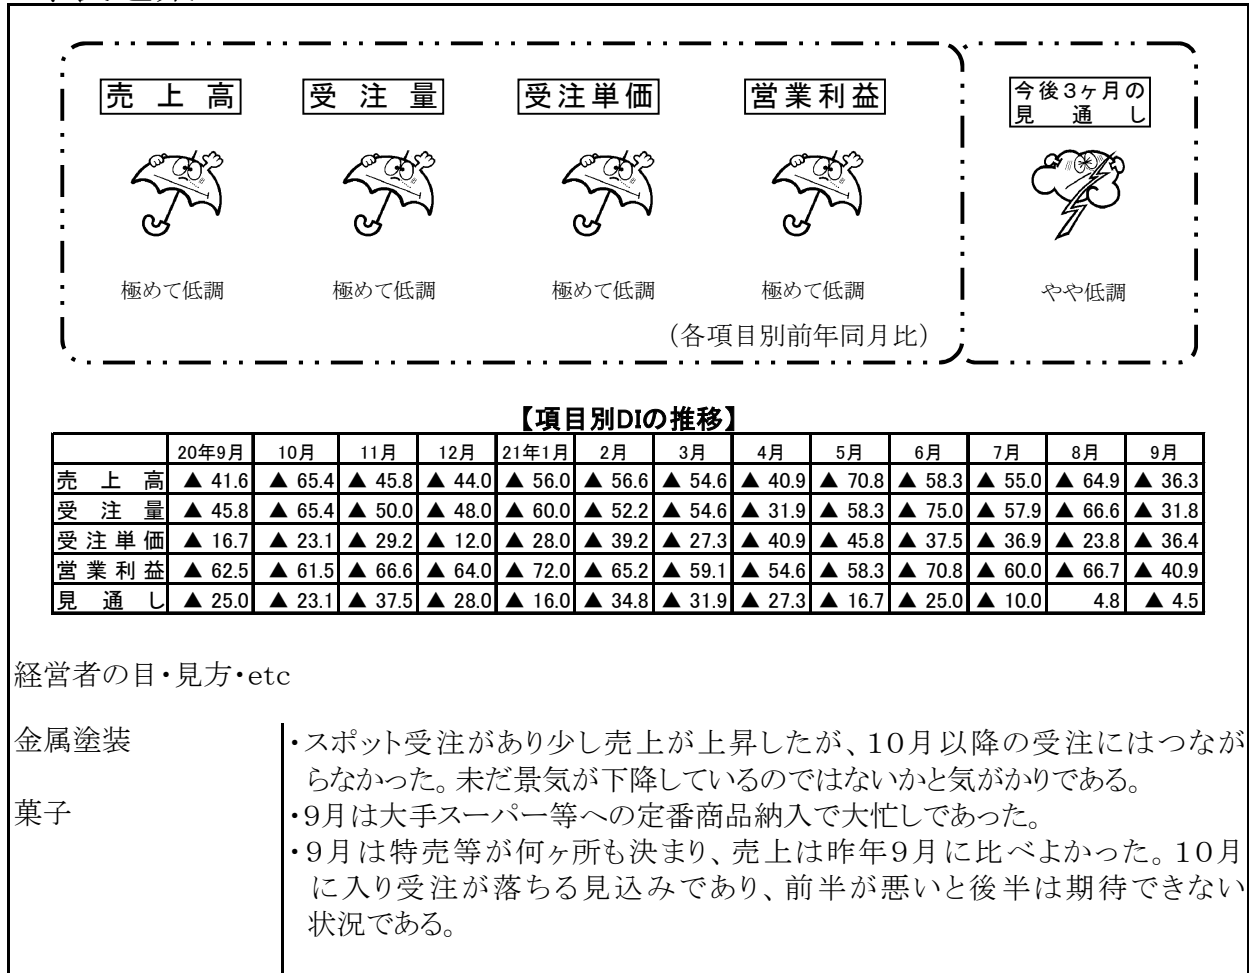 売上高 受注量 受注単価 営業利益 今後3ヶ月の
見通し
極めて低調 極めて低調 極めて低調 極めて低調 やや低調
（各項目別前年同月比）
【項目別DIの推移】
20年9月 10月 11月 12月 21年1月 2月 3月 4月 5月 6月 7月 8月 9月
売上高 ▲ 41.6 ▲ 65.4 ▲ 45.8 ▲ 44.0 ▲ 56.0 ▲ 56.6 ▲ 54.6 ▲ 40.9 ▲ 70.8 ▲ 58.3 ▲ 55.0 ▲ 64.9 ▲ 36.3
受注量 ▲ 45.8 ▲ 65.4 ▲ 50.0 ▲ 48.0 ▲ 60.0 ▲ 52.2 ▲ 54.6 ▲ 31.9 ▲ 58.3 ▲ 75.0 ▲ 57.9 ▲ 66.6 ▲ 31.8
受注単価 ▲ 16.7 ▲ 23.1 ▲ 29.2 ▲ 12.0 ▲ 28.0 ▲ 39.2 ▲ 27.3 ▲ 40.9 ▲ 45.8 ▲ 37.5 ▲ 36.9 ▲ 23.8 ▲ 36.4
営業利益 ▲ 62.5 ▲ 61.5 ▲ 66.6 ▲ 64.0 ▲ 72.0 ▲ 65.2 ▲ 59.1 ▲ 54.6 ▲ 58.3 ▲ 70.8 ▲ 60.0 ▲ 66.7 ▲ 40.9
見通し ▲ 25.0 ▲ 23.1 ▲ 37.5 ▲ 28.0 ▲ 16.0 ▲ 34.8 ▲ 31.9 ▲ 27.3 ▲ 16.7 ▲ 25.0 ▲ 10.0 4.8 ▲ 4.5
経営者の目・見方・etc
金属塗装 ・スポット受注があり少し売上が上昇したが、１０月以降の受注にはつなが
らなかった。未だ景気が下降しているのではないかと気がかりである。
菓子 ・９月は大手スーパー等への定番商品納入で大忙しであった。
・９月は特売等が何ヶ所も決まり、売上は昨年９月に比べよかった。１０月
に入り受注が落ちる見込みであり、前半が悪いと後半は期待できない
状況である。